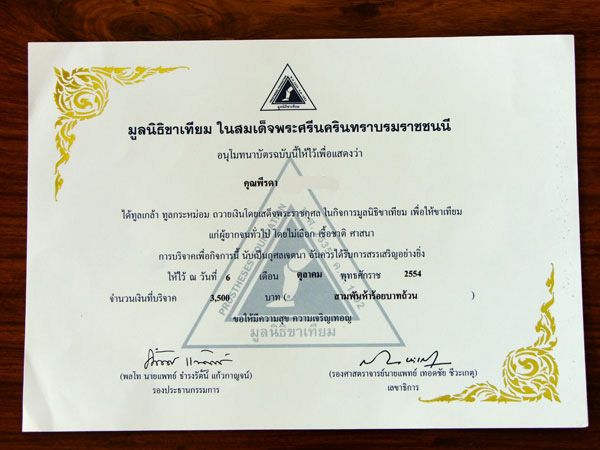 มูลนิธิขาเทียม
มูลนิธิขาเทียม ในสมเด็จพระศรีนครินทราบรมราชชนนี
อนุโมทนาบัตรฉบับนี้ให้ไว้เพื่อแสดงว่า
คุณพีรดา
ได้ทูลเกล้า ทูลกระหม่อม ถวายเงินโดยเสด็จพระราชกุศล ในกิจการมูลนิธิขาเทียม เพื่อให้ขาเทียม
แก่ผู้ยากจนทั่วไป โดยไม่เลือก เชื้อชาติ ศาสนา
การบริจาคเพื่อกิจการนี้ นับเป็นกุศลเจตนา อันควรได้รับการสรรเสริญอย่างยิ่ง
ให้ไว้ ณ วันที่ 6 เดือน ตุลาคม พุทธศักราช 2554
จำนวนเงินที่บริจาค 3,500 บาท ( สามพันห้าร้อยบาทถ้วน )
ขอให้มีความสุข ความเจริญเทอญ
PROSTHESES FOUNDATION
มูลนิธิขาเทียม
(พลโท นายแพทย์ ธำรงรัตน์ แก้วกาญจน์)
รองประธานกรรมการ
(รองศาสตราจารย์นายแพทย์ เทอดชัย ชีวะเกตุ)
เลขาธิการ